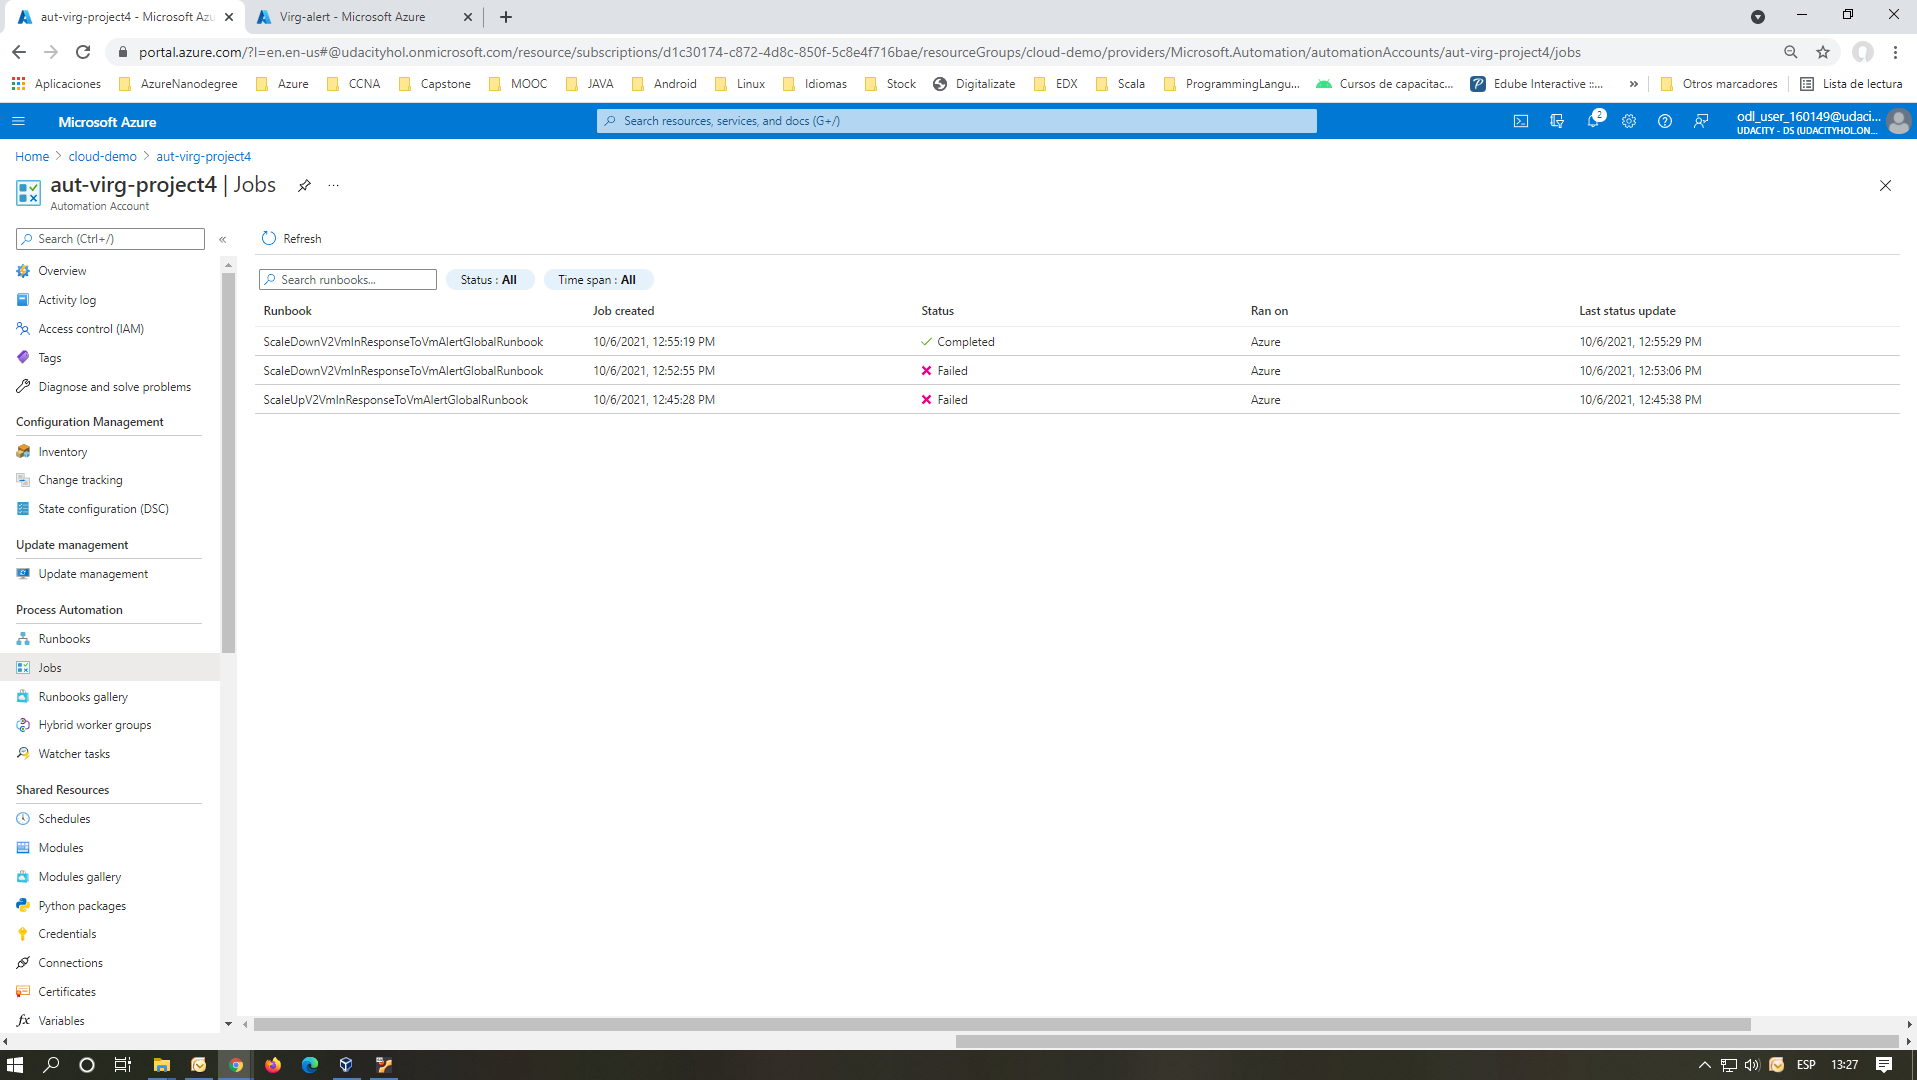 aut-virg-project4 - Microsoft Azu
Virg-alert - Microsoft Azure
portal.azure.com/?l=en.en-us#@udacityhol.onmicrosoft.com/resource/subscriptions/d1c30174-c872-4d8c-850f-5c8e4f716bae/resourceGroups/cloud-demo/providers/Microsoft.Automation/automationAccounts/aut-virg-project4/jobs
Aplicaciones AzureNanodegree Azure CCNA Capstone MOOC JAVA Android Linux Idiomas Stock Digitalizate EDX Scala ProgrammingLangu... Cursos de capacitac... Edube Interactive ::... » Otros marcadores Lista de lectura
Microsoft Azure
Search resources, services, and docs (G+/)
2
odl_user_160149@udaci...
UDACITY - DS (UDACITYHOL.ON...
Home > cloud-demo > aut-virg-project4
aut-virg-project4 | Jobs ...
Automation Account
Search (Ctrl+/) «
Overview
Activity log
Access control (IAM)
Tags
Diagnose and solve problems
Configuration Management
Inventory
Change tracking
State configuration (DSC)
Update management
Update management
Process Automation
Runbooks
Jobs
Runbooks gallery
Hybrid worker groups
Watcher tasks
Shared Resources
Schedules
Modules
Modules gallery
Python packages
Credentials
Connections
Certificates
Variables
Refresh
Search runbooks... Status : All Time span : All
Runbook Job created Status Ran on Last status update
ScaleDownV2VmInResponseToVmAlertGlobalRunbook 10/6/2021, 12:55:19 PM Completed Azure 10/6/2021, 12:55:29 PM
ScaleDownV2VmInResponseToVmAlertGlobalRunbook 10/6/2021, 12:52:55 PM Failed Azure 10/6/2021, 12:53:06 PM
ScaleUpV2VmInResponseToVmAlertGlobalRunbook 10/6/2021, 12:45:28 PM Failed Azure 10/6/2021, 12:45:38 PM
ESP 13:27